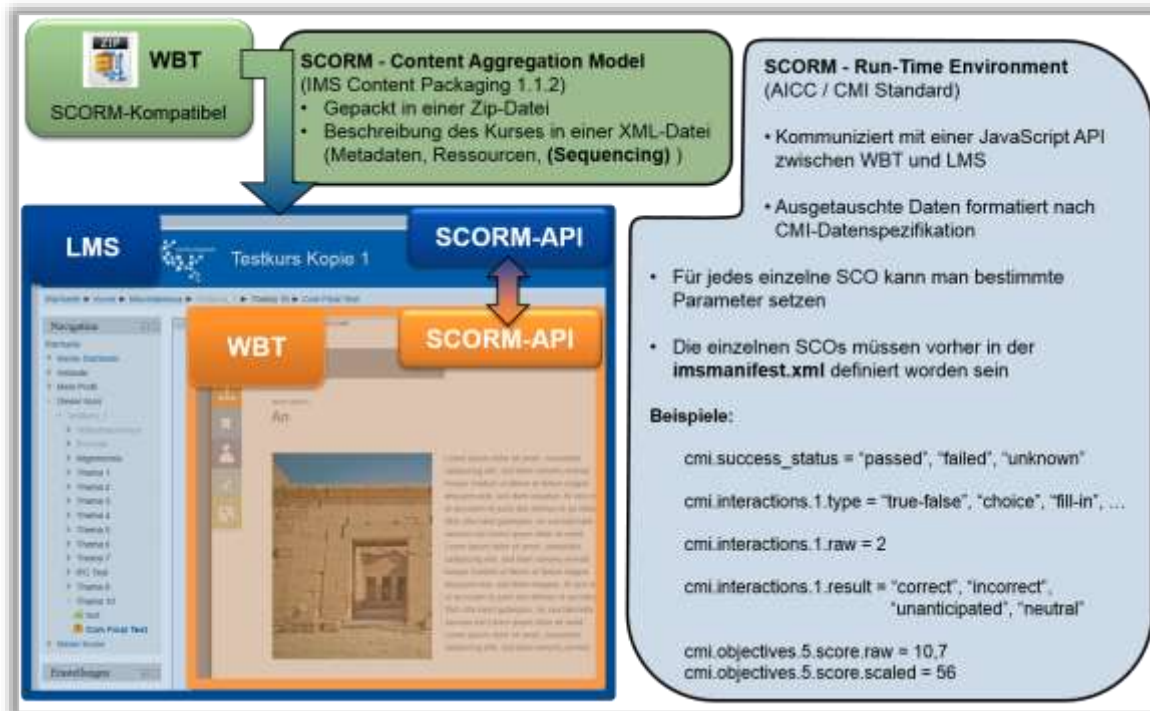 ZIP
WBT
SCORM-Kompatibel
SCORM - Content Aggregation Model
(IMS Content Packaging 1.1.2)
• Gepackt in einer Zip-Datei
• Beschreibung des Kurses in einer XML-Datei
(Metadaten, Ressourcen, (Sequencing) )
LMS
Testkurs Kopie 1
SCORM-API
WBT
SCORM-API
Navigation
Thema 1
Thema 2
Thema 3
Thema 4
Thema 5
Thema 6
Thema 7
Thema 10
Com Final Test
Einstellungen
An
SCORM - Run-Time Environment
(AICC / CMI Standard)
• Kommuniziert mit einer JavaScript API
zwischen WBT und LMS
• Ausgetauschte Daten formatiert nach
CMI-Datenspezifikation
• Für jedes einzelne SCO kann man bestimmte
Parameter setzen
• Die einzelnen SCOs müssen vorher in der
imsmanifest.xml definiert worden sein
Beispiele:
cmi.success_status = “passed”, “failed”, “unknown”
cmi.interactions.1.type = “true-false”, “choice”, “fill-in”, …
cmi.interactions.1.raw = 2
cmi.interactions.1.result = “correct”, “incorrect”,
“unanticipated”, “neutral”
cmi.objectives.5.score.raw = 10,7
cmi.objectives.5.score.scaled = 56